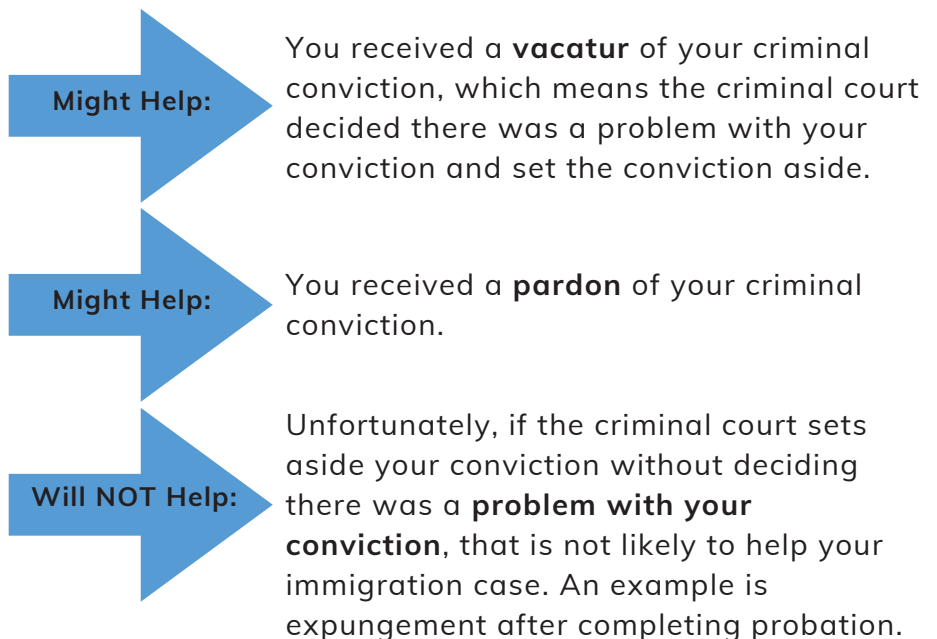 Might Help:
You received a vacatur of your criminal
conviction, which means the criminal court
decided there was a problem with your
conviction and set the conviction aside.
Might Help:
You received a pardon of your criminal
conviction.
Will NOT Help:
Unfortunately, if the criminal court sets
aside your conviction without deciding
there was a problem with your
conviction, that is not likely to help your
immigration case. An example is
expungement after completing probation.